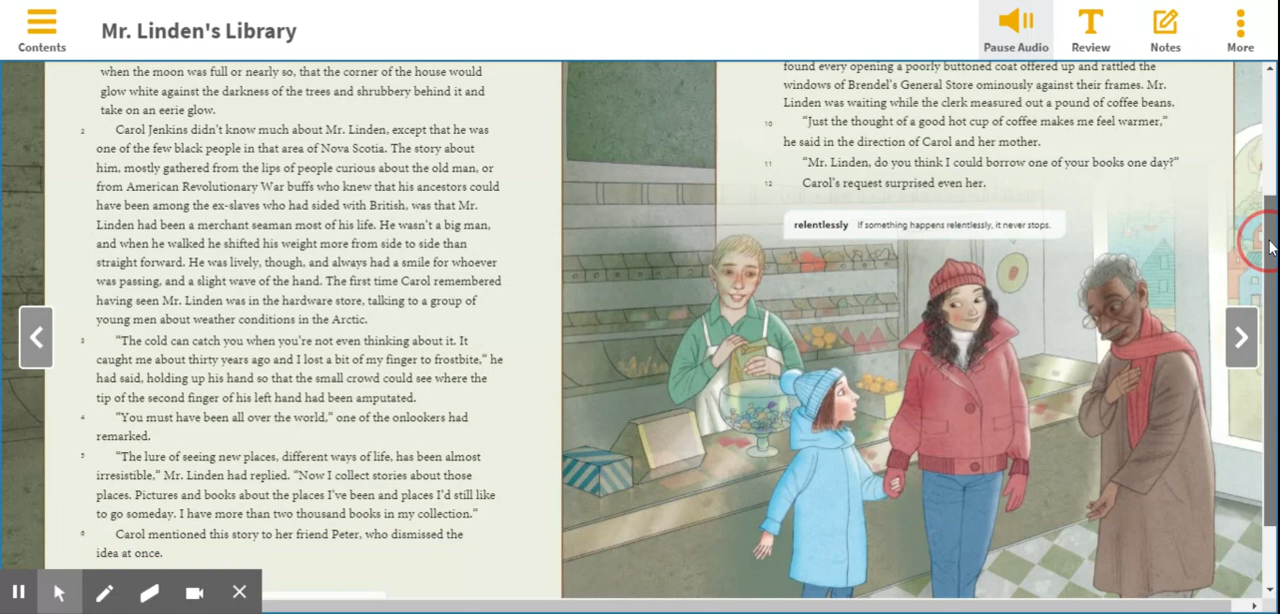 Contents
Mr. Linden's Library
Pause Audio
Review
Notes
More
when the moon was full or nearly so, that the corner of the house would
glow white against the darkness of the trees and shrubbery behind it and
take on an eerie glow.
2 Carol Jenkins didn't know much about Mr. Linden, except that he was
one of the few black people in that area of Nova Scotia. The story about
him, mostly gathered from the lips of people curious about the old man, or
from American Revolutionary War buffs who knew that his ancestors could
have been among the ex-slaves who had sided with British, was that Mr.
Linden had been a merchant seaman most of his life. He wasn't a big man,
and when he walked he shifted his weight more from side to side than
straight forward. He was lively, though, and always had a smile for whoever
was passing, and a slight wave of the hand. The first time Carol remembered
having seen Mr. Linden was in the hardware store, talking to a group of
young men about weather conditions in the Arctic.
3 "The cold can catch you when you're not even thinking about it. It
caught me about thirty years ago and I lost a bit of my finger to frostbite," he
had said, holding up his hand so that the small crowd could see where the
tip of the second finger of his left hand had been amputated.
4 "You must have been all over the world," one of the onlookers had
remarked.
5 "The lure of seeing new places, different ways of life, has been almost
irresistible," Mr. Linden had replied. "Now I collect stories about those
places. Pictures and books about the places I've been and places I'd still like
to go someday. I have more than two thousand books in my collection."
6 Carol mentioned this story to her friend Peter, who dismissed the
idea at once.
found every opening a poorly buttoned coat offered up and rattled the
windows of Brendel's General Store ominously against their frames. Mr.
Linden was waiting while the clerk measured out a pound of coffee beans.
10 "Just the thought of a good hot cup of coffee makes me feel warmer,"
he said in the direction of Carol and her mother.
11 "Mr. Linden, do you think I could borrow one of your books one day?"
12 Carol's request surprised even her.
relentlessly If something happens relentlessly, it never stops.